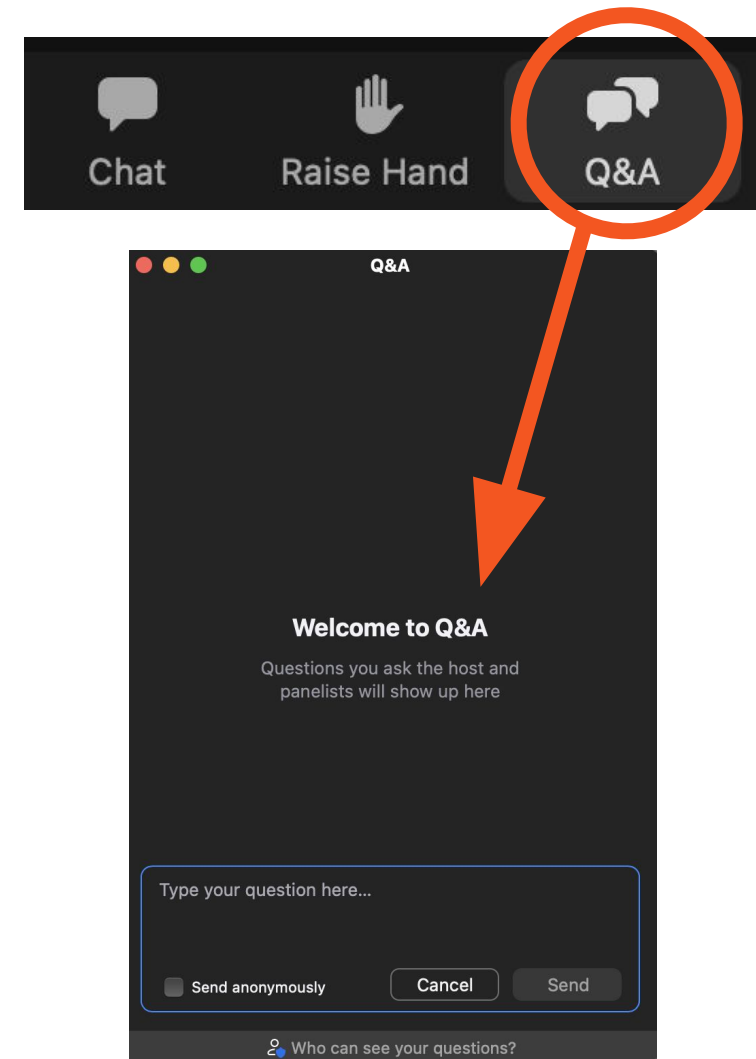 Chat Raise Hand Q&A
Q&A
Welcome to Q&A
Questions you ask the host and
panelists will show up here
Type your question here...
Send anonymously Cancel Send
Who can see your questions?